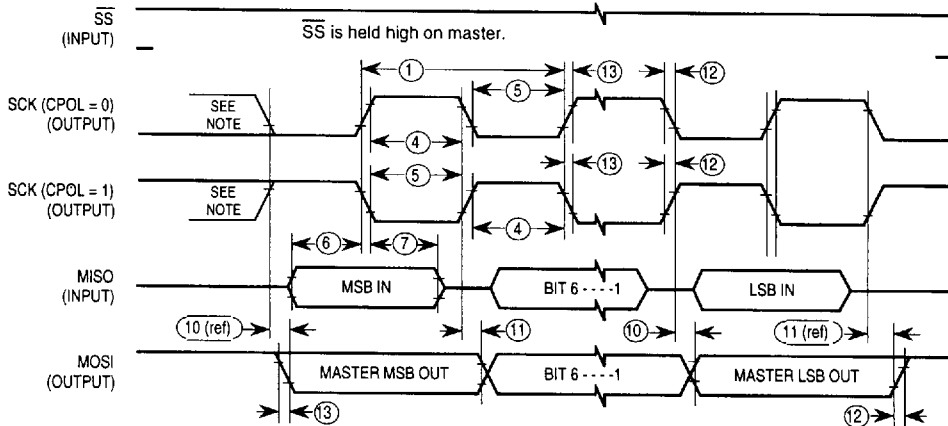 SS
(INPUT)
SS is held high on master.
1
13
12
5
SCK (CPOL = 0)
(OUTPUT)
SEE
NOTE
4
13
12
5
SCK (CPOL = 1)
(OUTPUT)
SEE
NOTE
4
6
7
MISO
(INPUT)
MSB IN
BIT 6 ----- 1
LSB IN
10 (ref)
11
10
11 (ref)
MOSI
(OUTPUT)
MASTER MSB OUT
BIT 6 ----- 1
MASTER LSB OUT
13
12